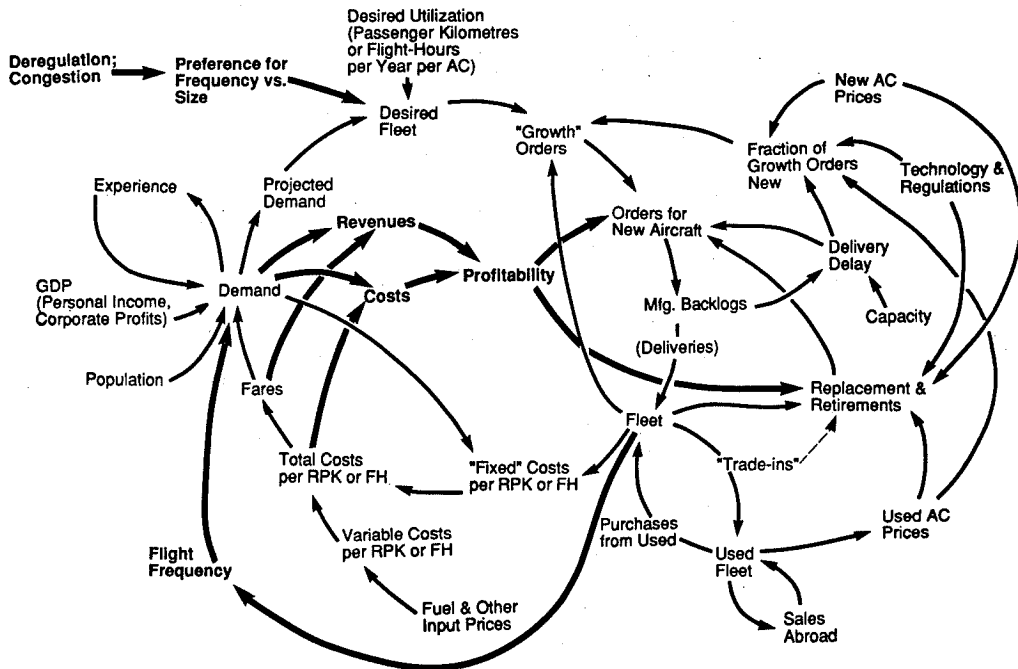 Desired Utilization
(Passenger Kilometres
or Flight-Hours
per Year per AC)
Deregulation;
Congestion
Preference for
Frequency vs.
Size
Desired
Fleet
"Growth"
Orders
New AC
Prices
Fraction of
Growth Orders
New
Technology &
Regulations
Experience
Projected
Demand
Revenues
Orders for
New Aircraft
Delivery
Delay
Demand
Costs
Profitability
GDP
(Personal Income,
Corporate Profits)
Mfg. Backlogs
Capacity
(Deliveries)
Population
Fares
Replacement &
Retirements
Fleet
Total Costs
per RPK or FH
"Fixed" Costs
per RPK or FH
"Trade-ins"
Variable Costs
per RPK or FH
Purchases
from Used
Used AC
Prices
Flight
Frequency
Used
Fleet
Fuel & Other
Input Prices
Sales
Abroad